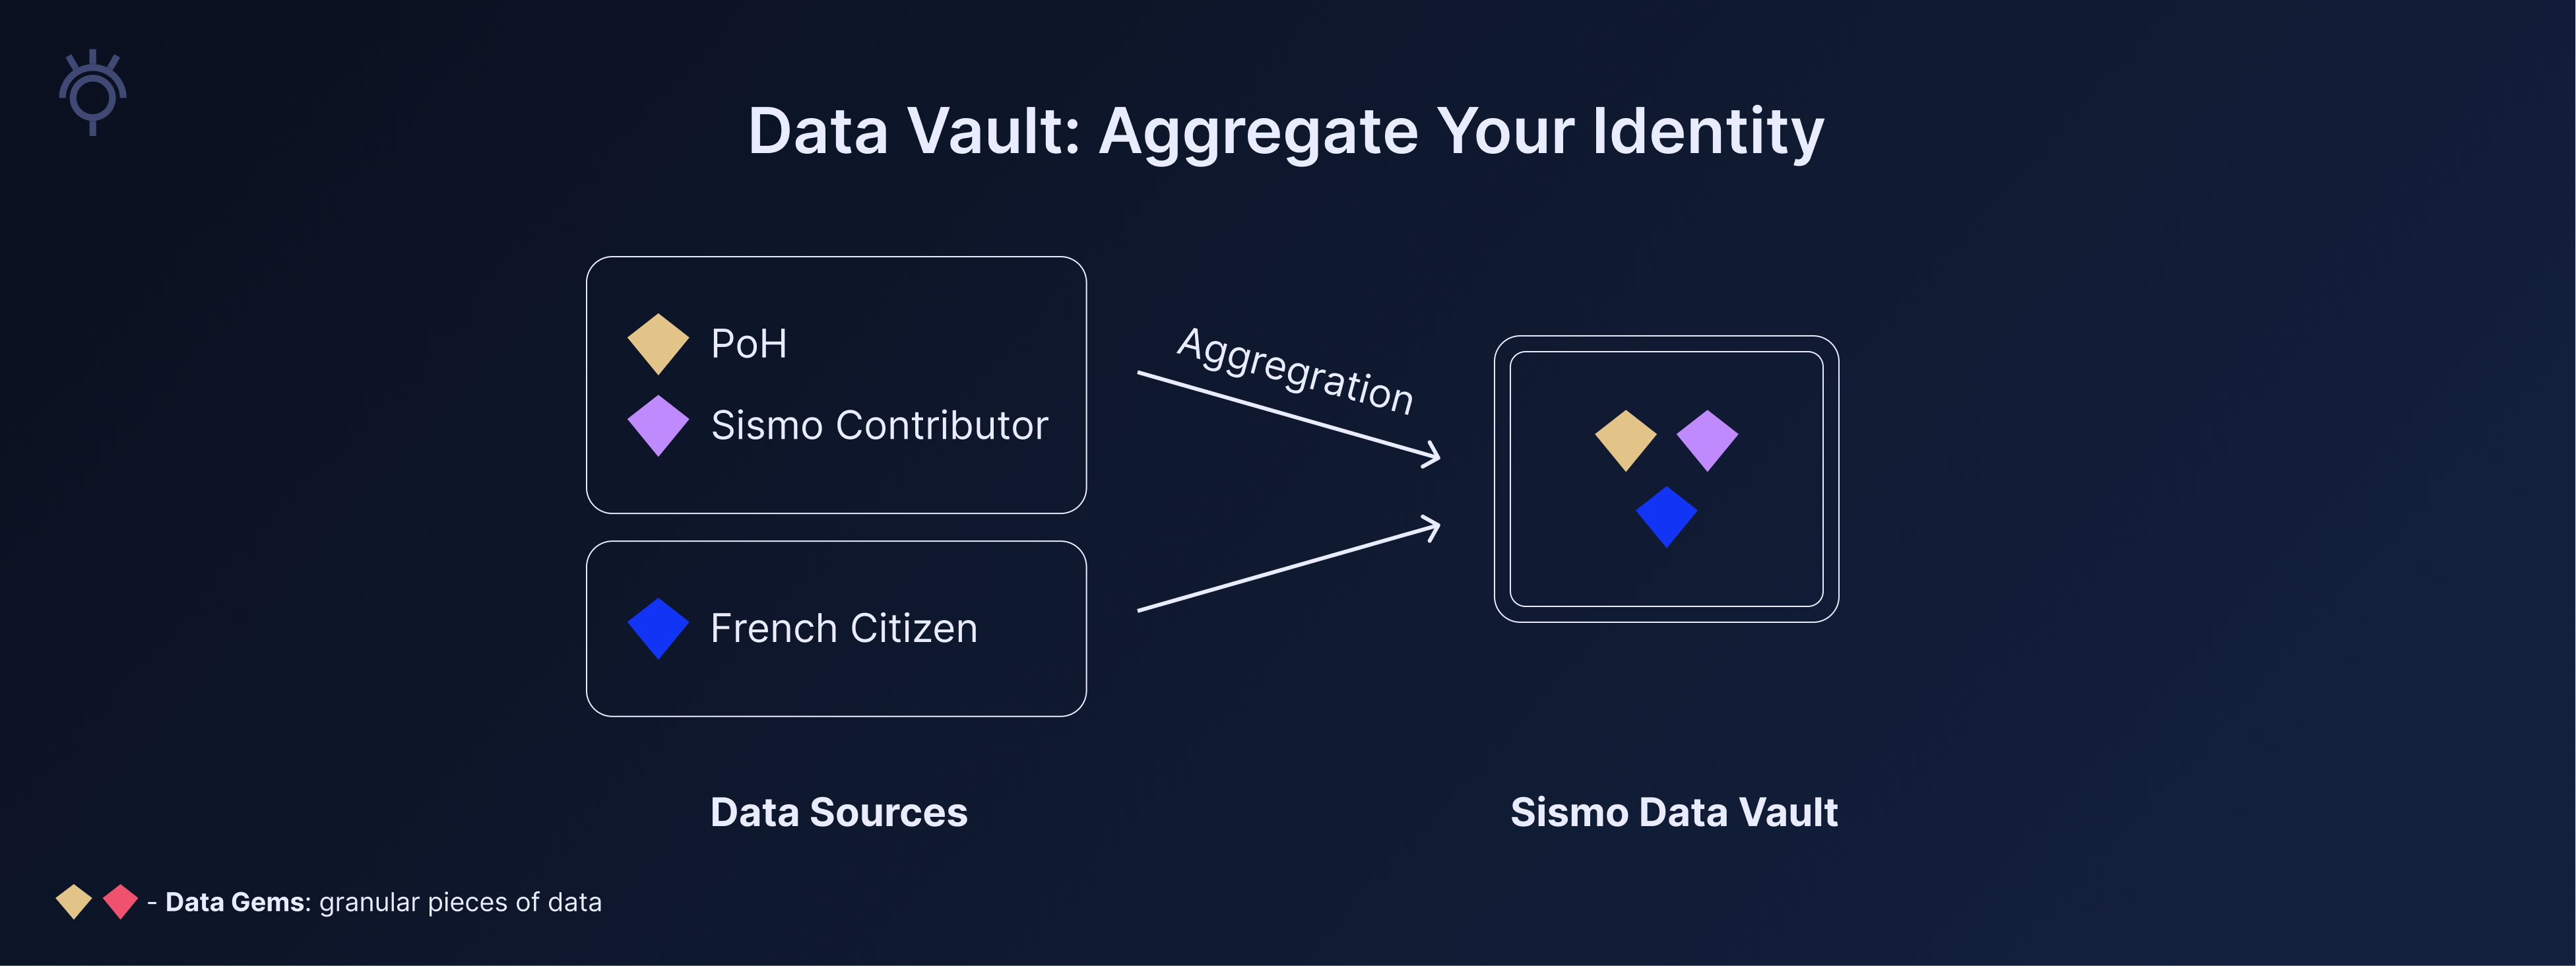 Data Vault: Aggregate Your Identity
PoH
Sismo Contributor
Aggregration
French Citizen
Data Sources
Sismo Data Vault
- Data Gems: granular pieces of data